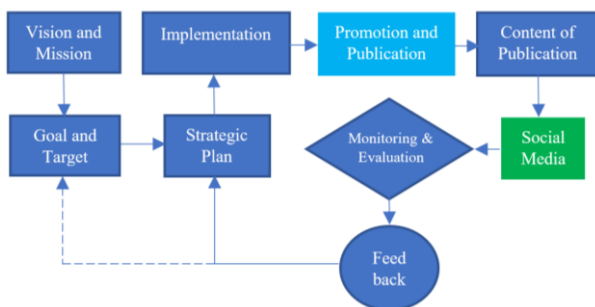 Vision and
Mission
Implementation
Promotion and
Publication
Content of
Publication
Goal and
Target
Strategic
Plan
Monitoring &
Evaluation
Social
Media
Feed
back